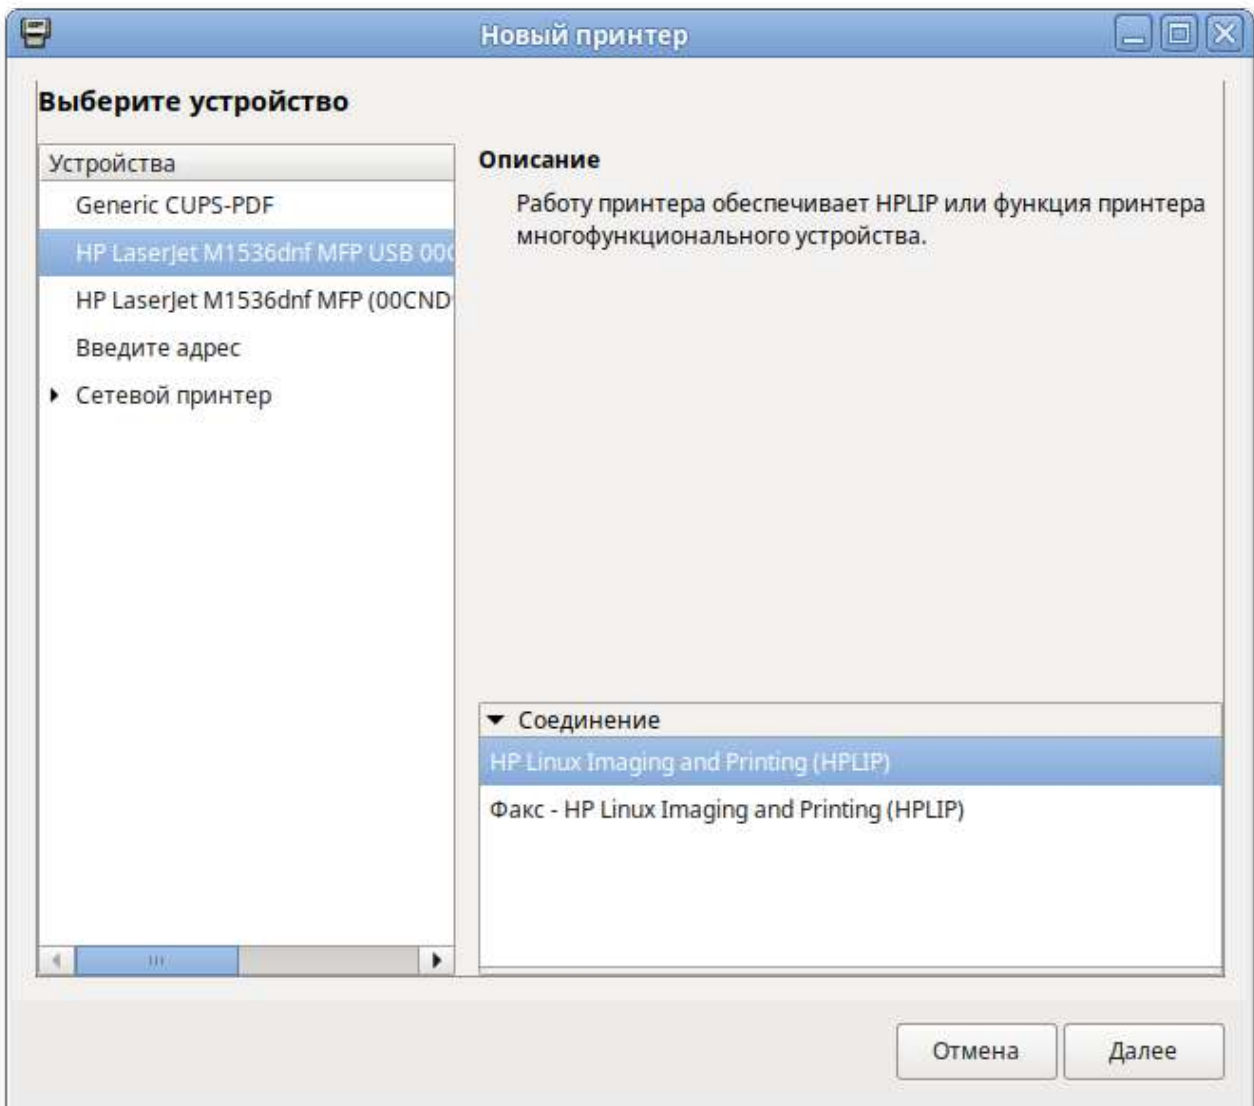 Новый принтер
Выберите устройство
Устройства
Generic CUPS-PDF
HP LaserJet M1536dnf MFP USB 00C
HP LaserJet M1536dnf MFP (00CND
Введите адрес
Сетевой принтер
Описание
Работу принтера обеспечивает HPLIP или функция принтера
многофункционального устройства.
Соединение
HP Linux Imaging and Printing (HPLIP)
Факс - HP Linux Imaging and Printing (HPLIP)
Отмена
Далее